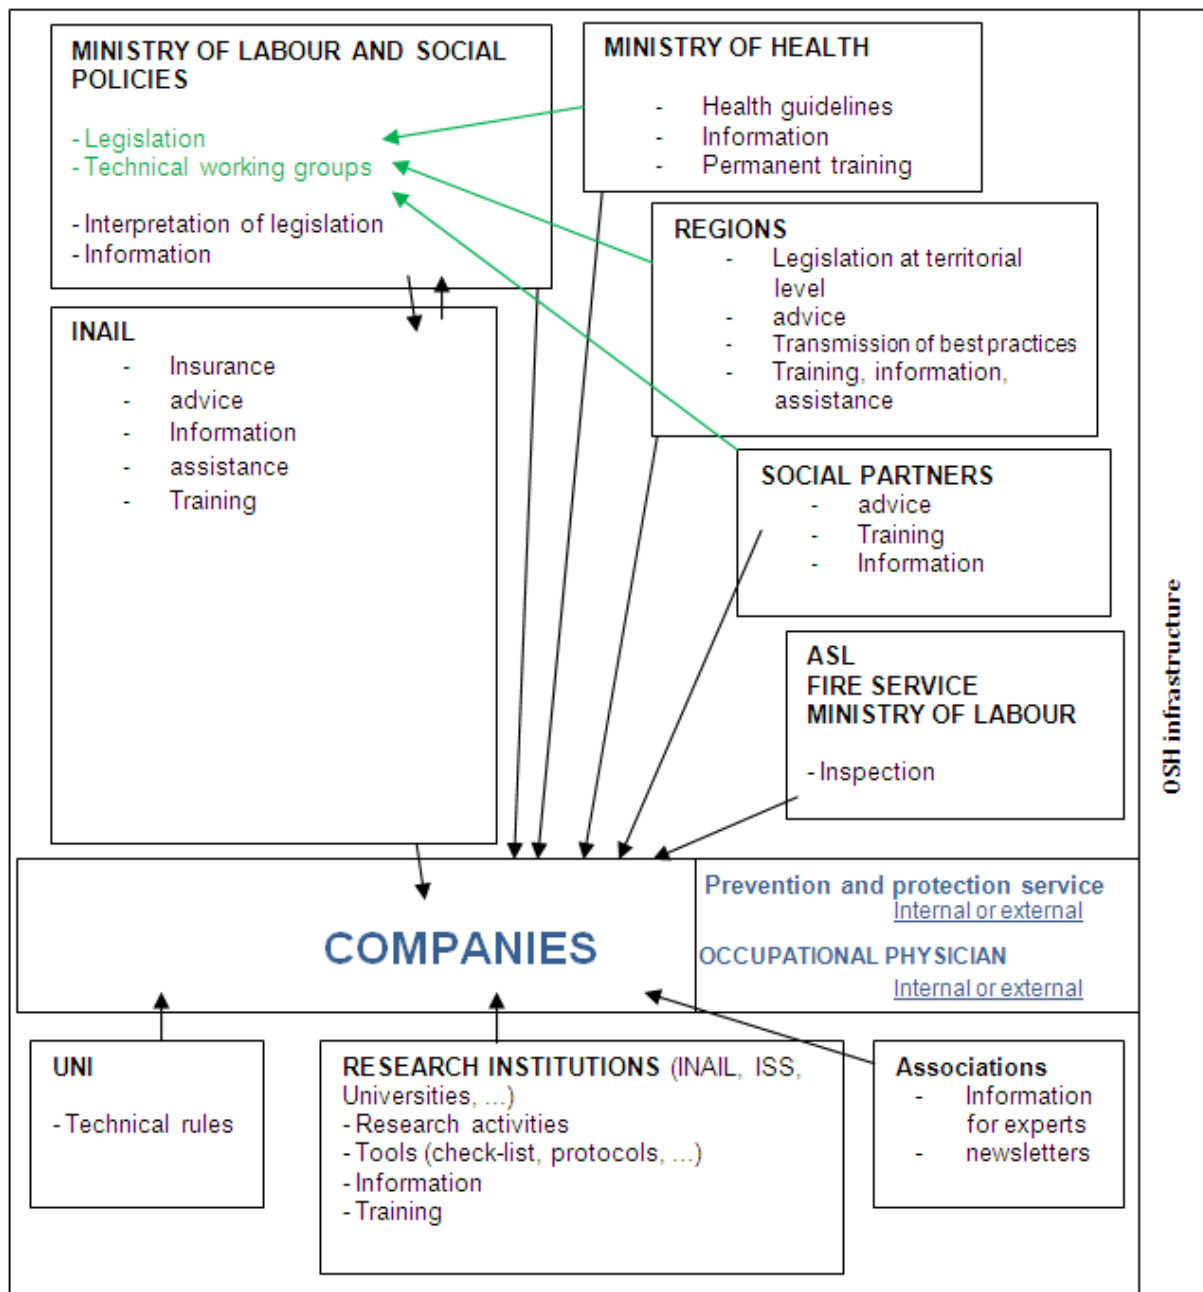 MINISTRY OF LABOUR AND SOCIAL
POLICIES
- Legislation
- Technical working groups
- Interpretation of legislation
- Information
MINISTRY OF HEALTH
- Health guidelines
- Information
- Permanent training
REGIONS
- Legislation at territorial
level
- advice
- Transmission of best practices
- Training, information,
assistance
INAIL
- Insurance
- advice
- Information
- assistance
- Training
SOCIAL PARTNERS
- advice
- Training
- Information
ASL
FIRE SERVICE
MINISTRY OF LABOUR
- Inspection
OSH infrastructure
COMPANIES
Prevention and protection service
Internal or external
OCCUPATIONAL PHYSICIAN
Internal or external
UNI
- Technical rules
RESEARCH INSTITUTIONS (INAIL, ISS,
Universities, ...)
- Research activities
- Tools (check-list, protocols, ...)
- Information
- Training
Associations
- Information
for experts
- newsletters